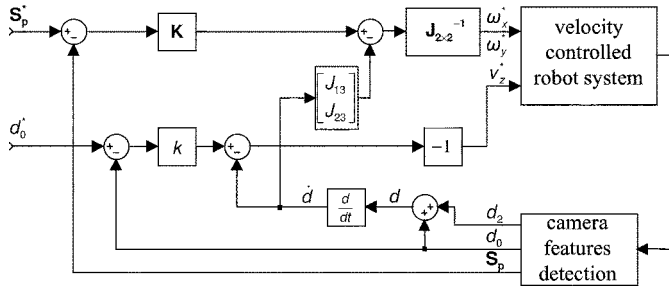 S*p
+
−
K
+
−
J2×2⁻¹
ω*x
ω*y
v*z
velocity
controlled
robot system
J13
J23
d*0
+
−
k
+
−
−1
ḋ
d
dt
d
+
+
d2
d0
Sp
camera
features
detection